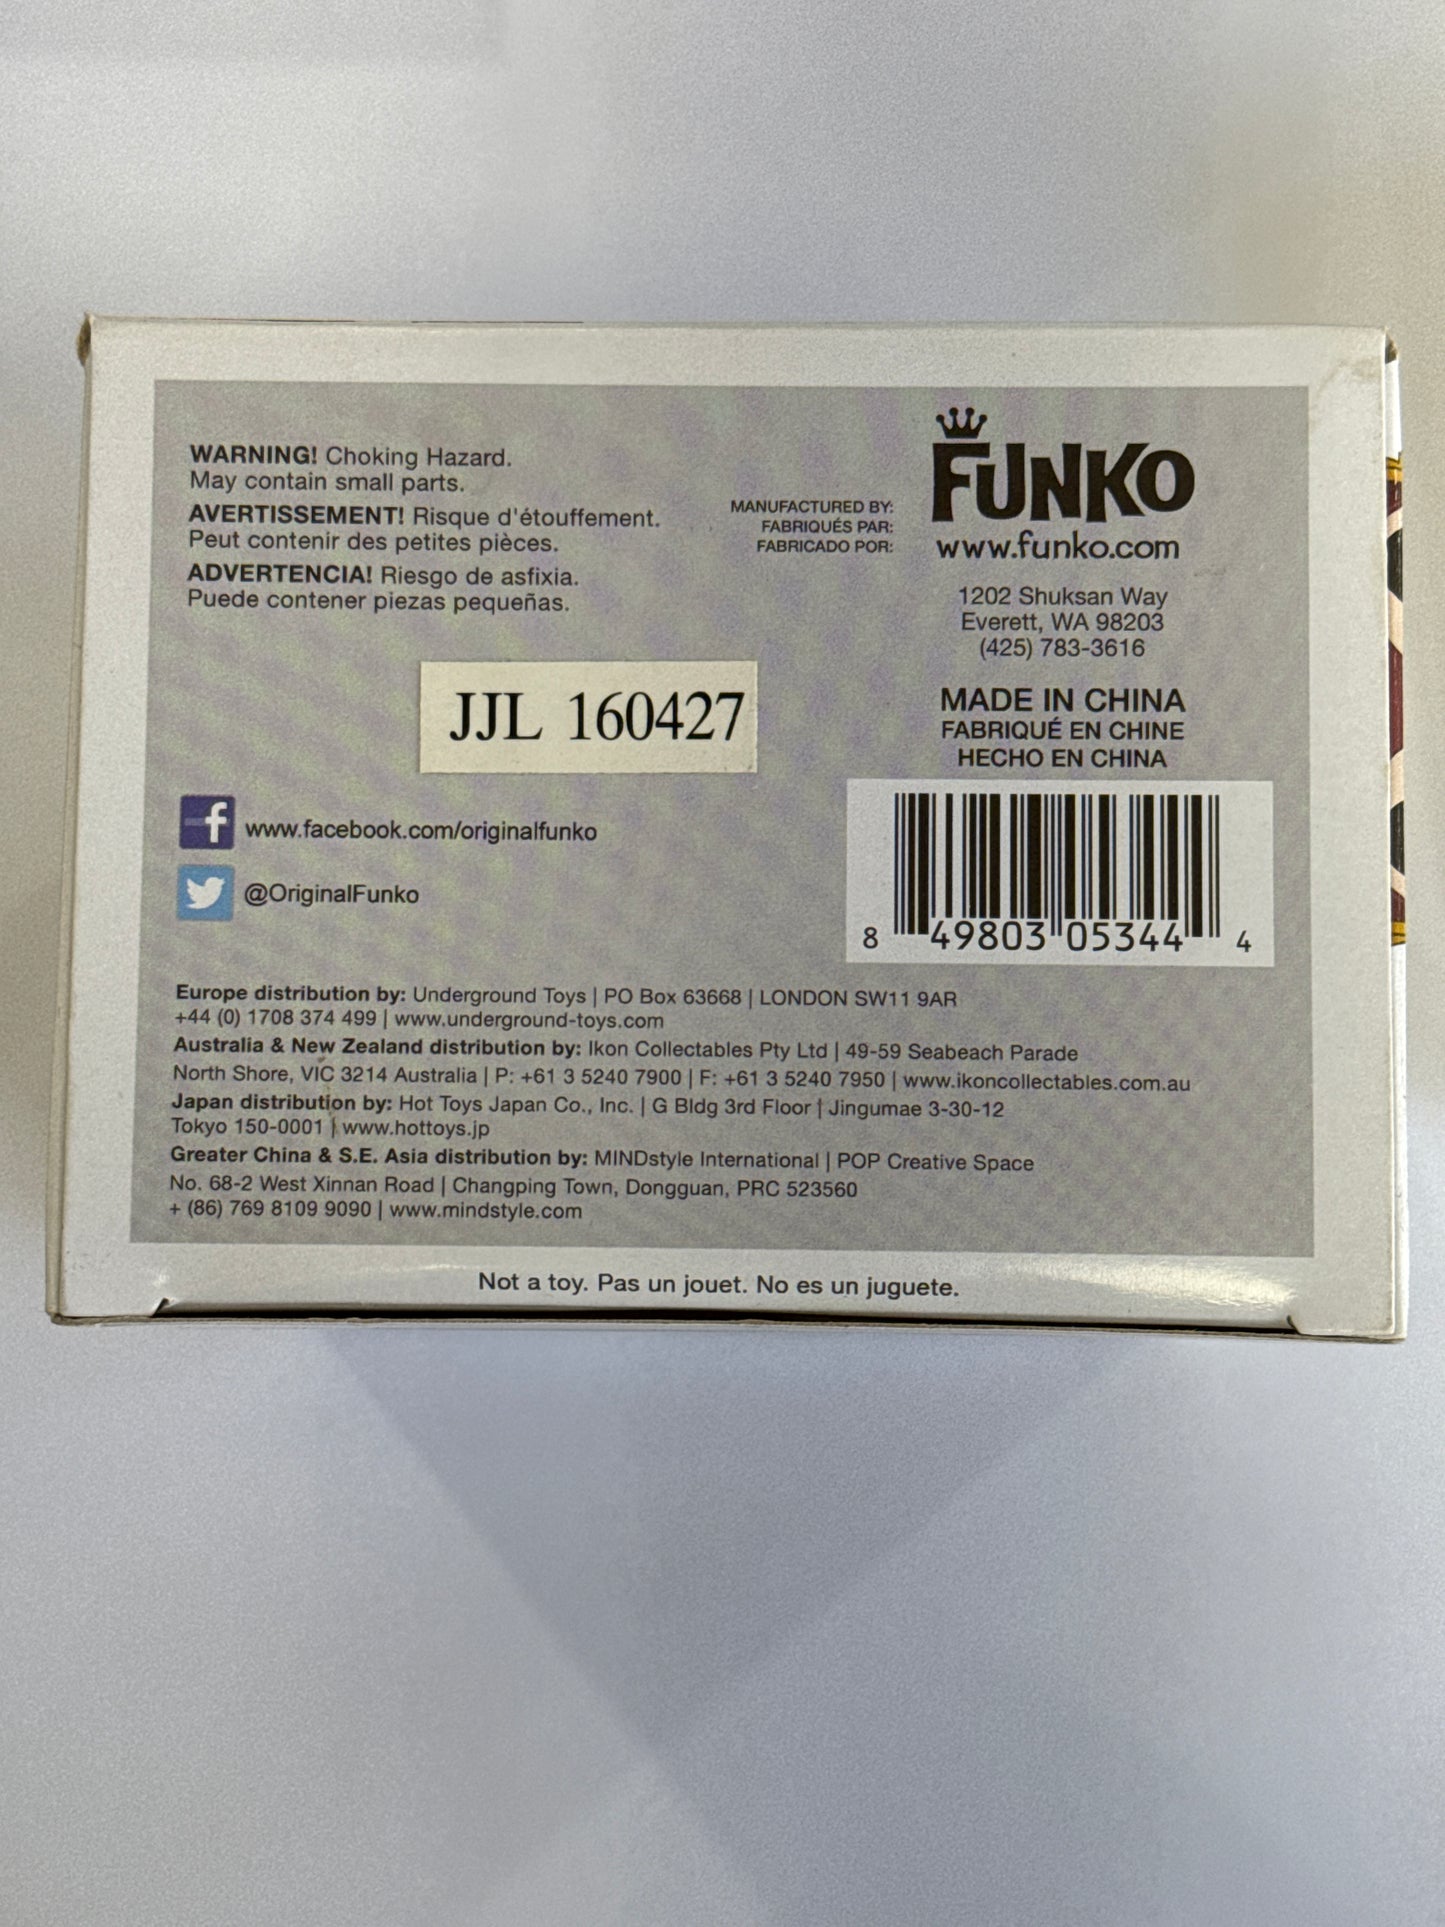 WARNING! Choking Hazard.
May contain small parts.
AVERTISSEMENT! Risque d'étouffement.
Peut contenir des petites pièces.
ADVERTENCIA! Riesgo de asfixia.
Puede contener piezas pequeñas.
MANUFACTURED BY:
FABRIQUÉS PAR:
FABRICADO POR:
FUNKO
www.funko.com
1202 Shuksan Way
Everett, WA 98203
(425) 783-3616
JJL 160427
MADE IN CHINA
FABRIQUÉ EN CHINE
HECHO EN CHINA
f www.facebook.com/originalfunko
@OriginalFunko
8 49803 05344 4
Europe distribution by: Underground Toys | PO Box 63668 | LONDON SW11 9AR
+44 (0) 1708 374 499 | www.underground-toys.com
Australia & New Zealand distribution by: Ikon Collectables Pty Ltd | 49-59 Seabeach Parade
North Shore, VIC 3214 Australia | P: +61 3 5240 7900 | F: +61 3 5240 7950 | www.ikoncollectables.com.au
Japan distribution by: Hot Toys Japan Co., Inc. | G Bldg 3rd Floor | Jingumae 3-30-12
Tokyo 150-0001 | www.hottoys.jp
Greater China & S.E. Asia distribution by: MINDstyle International | POP Creative Space
No. 68-2 West Xinnan Road | Changping Town, Dongguan, PRC 523560
+ (86) 769 8109 9090 | www.mindstyle.com
Not a toy. Pas un jouet. No es un juguete.